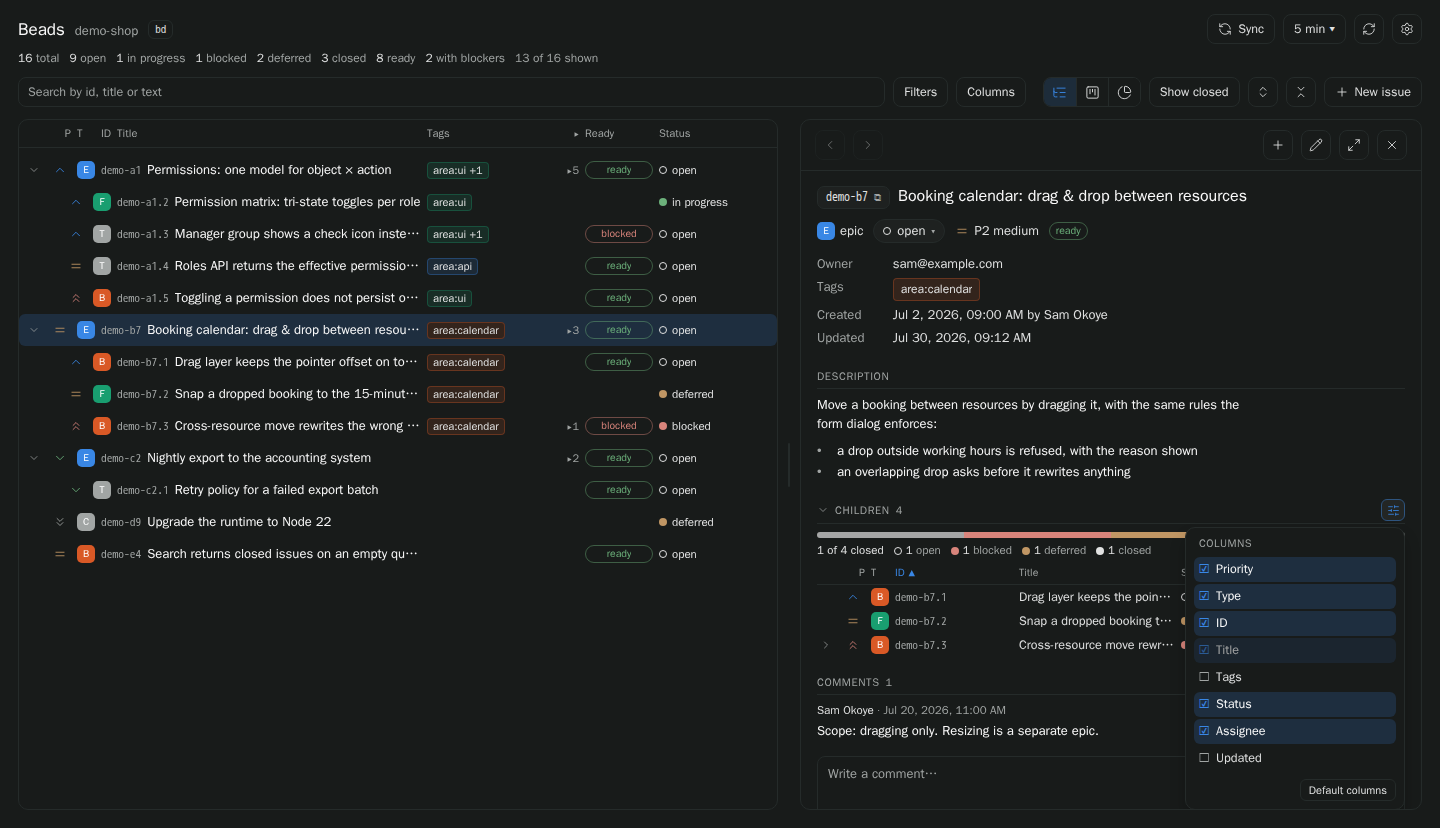 Beads demo-shop bd
Sync 5 min ▾
16 total 9 open 1 in progress 1 blocked 2 deferred 3 closed 8 ready 2 with blockers 13 of 16 shown
Search by id, title or text
Filters Columns Show closed + New issue
P T ID Title Tags ▸ Ready Status
E demo-a1 Permissions: one model for object × action area:ui +1 ▸5 ready open
F demo-a1.2 Permission matrix: tri-state toggles per role area:ui in progress
T demo-a1.3 Manager group shows a check icon inste⋯ area:ui +1 blocked open
T demo-a1.4 Roles API returns the effective permissio⋯ area:api ready open
B demo-a1.5 Toggling a permission does not persist o⋯ area:ui ready open
E demo-b7 Booking calendar: drag & drop between resou⋯ area:calendar ▸3 ready open
B demo-b7.1 Drag layer keeps the pointer offset on to⋯ area:calendar ready open
F demo-b7.2 Snap a dropped booking to the 15-minut⋯ area:calendar deferred
B demo-b7.3 Cross-resource move rewrites the wrong ⋯ area:calendar ▸1 blocked blocked
E demo-c2 Nightly export to the accounting system ▸2 ready open
T demo-c2.1 Retry policy for a failed export batch ready open
C demo-d9 Upgrade the runtime to Node 22 deferred
B demo-e4 Search returns closed issues on an empty qu⋯ ready open
demo-b7 Booking calendar: drag & drop between resources
E epic open ▾ P2 medium ready
Owner sam@example.com
Tags area:calendar
Created Jul 2, 2026, 09:00 AM by Sam Okoye
Updated Jul 30, 2026, 09:12 AM
DESCRIPTION
Move a booking between resources by dragging it, with the same rules the
form dialog enforces:
• a drop outside working hours is refused, with the reason shown
• an overlapping drop asks before it rewrites anything
CHILDREN 4
1 of 4 closed 1 open 1 blocked 1 deferred 1 closed
P T ID ▲ Title
B demo-b7.1 Drag layer keeps the poin⋯
F demo-b7.2 Snap a dropped booking t⋯
B demo-b7.3 Cross-resource move rewr⋯
COMMENTS 1
Sam Okoye · Jul 20, 2026, 11:00 AM
Scope: dragging only. Resizing is a separate epic.
Write a comment⋯
COLUMNS
☑ Priority
☑ Type
☑ ID
☑ Title
☐ Tags
☑ Status
☑ Assignee
☐ Updated
Default columns